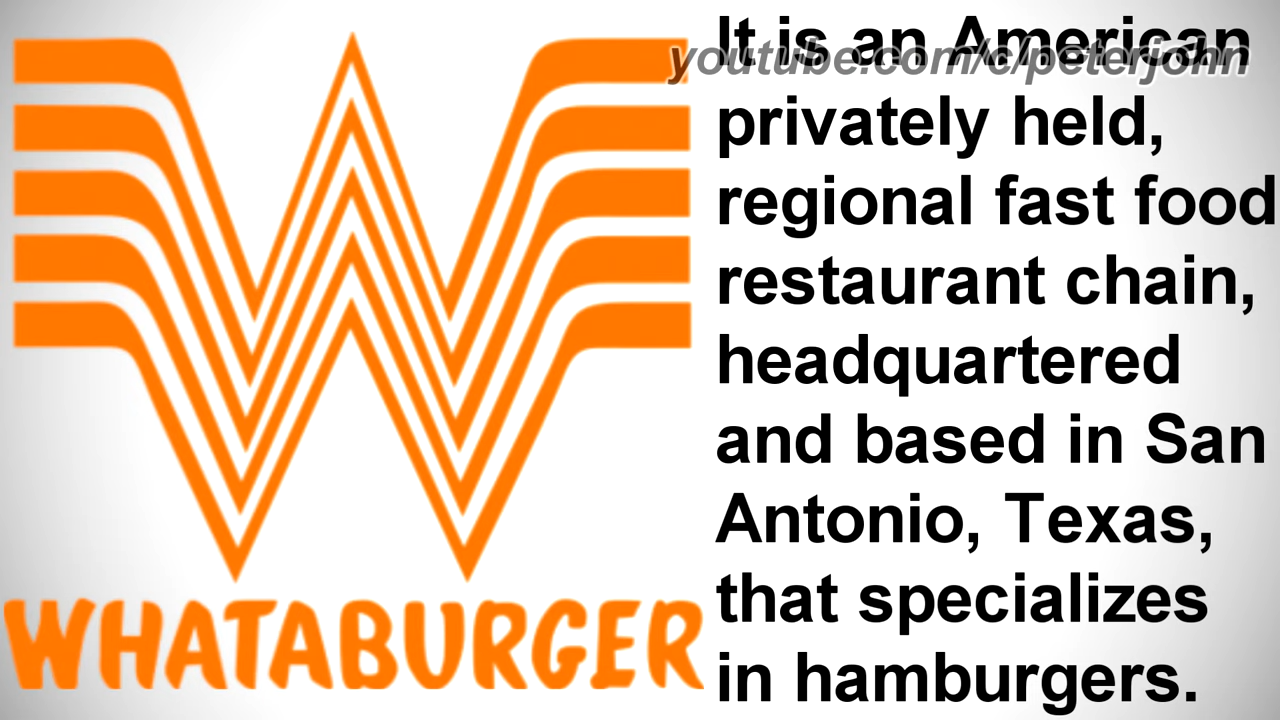 It is an American
youtube.com/c/peterjohn
privately held,
regional fast food
restaurant chain,
headquartered
and based in San
Antonio, Texas,
that specializes
in hamburgers.
WHATABURGER